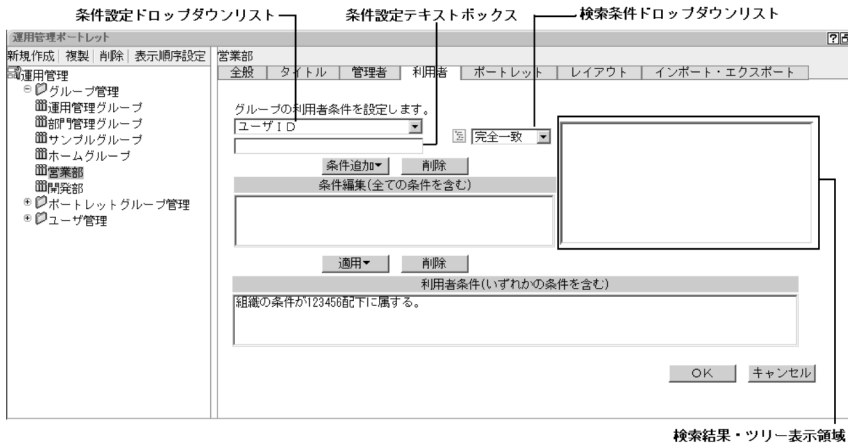 条件設定ドロップダウンリスト 条件設定テキストボックス 検索条件ドロップダウンリスト
運用管理ポートレット
新規作成 複製 削除 表示順序設定
運用管理
グループ管理
運用管理グループ
部門管理グループ
サンプルグループ
ホームグループ
営業部
開発部
ポートレットグループ管理
ユーザ管理
営業部
全般 タイトル 管理者 利用者 ポートレット レイアウト インポート・エクスポート
グループの利用者条件を設定します。
ユーザID
完全一致
条件追加 削除
条件編集(全ての条件を含む)
適用 削除
利用者条件(いずれかの条件を含む)
組織の条件が123456配下に属する。
OK キャンセル
検索結果・ツリー表示領域